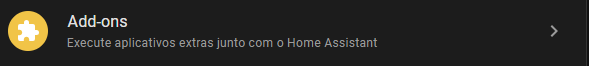 Add-ons
Execute aplicativos extras junto com o Home Assistant